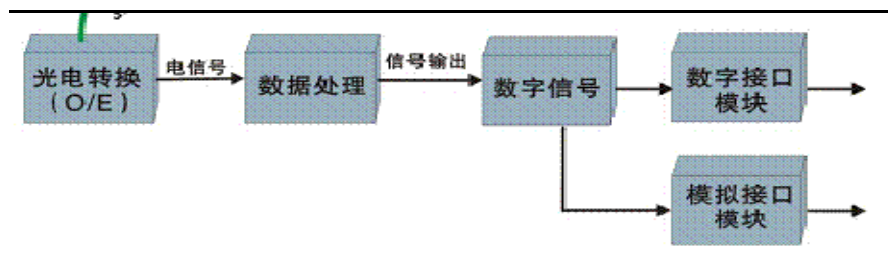 光电转换
(O/E)
电信号
数据处理
信号输出
数字信号
数字接口
模块
模拟接口
模块